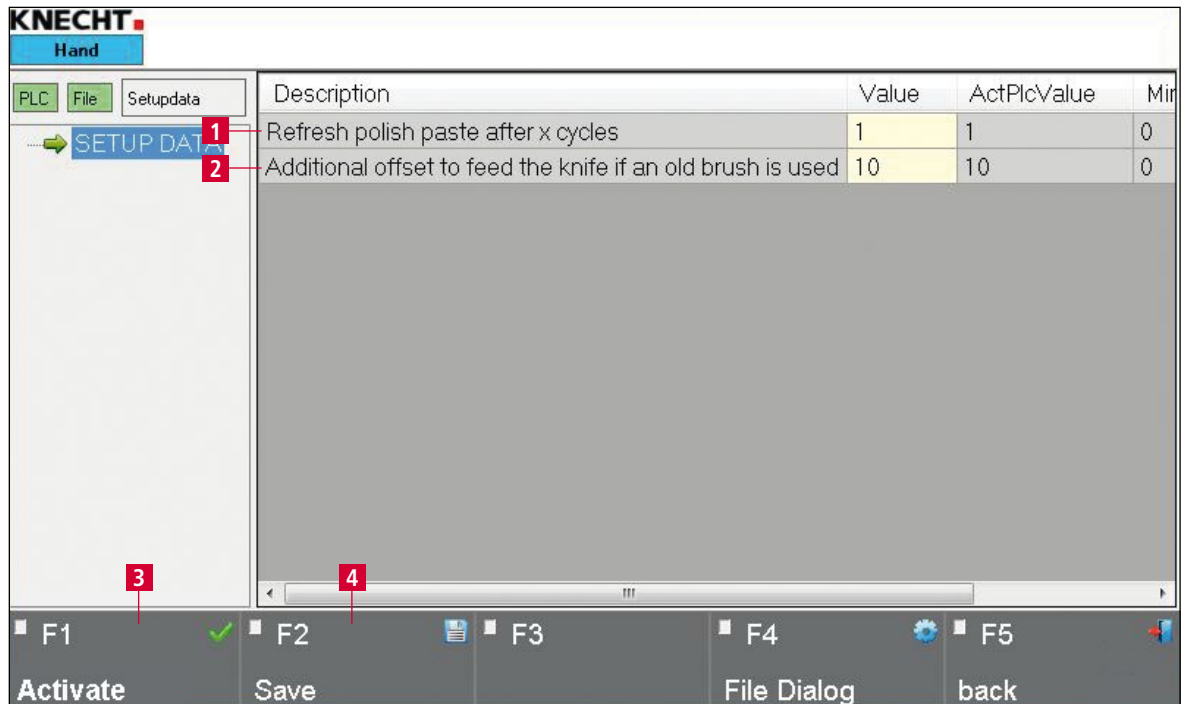 KNECHT
Hand
PLC File Setupdata
Description Value ActPlcValue Min
SETUP DATA
1 Refresh polish paste after x cycles 1 1 0
2 Additional offset to feed the knife if an old brush is used 10 10 0
3 4
F1 F2 F3 F4 F5
Activate Save File Dialog back